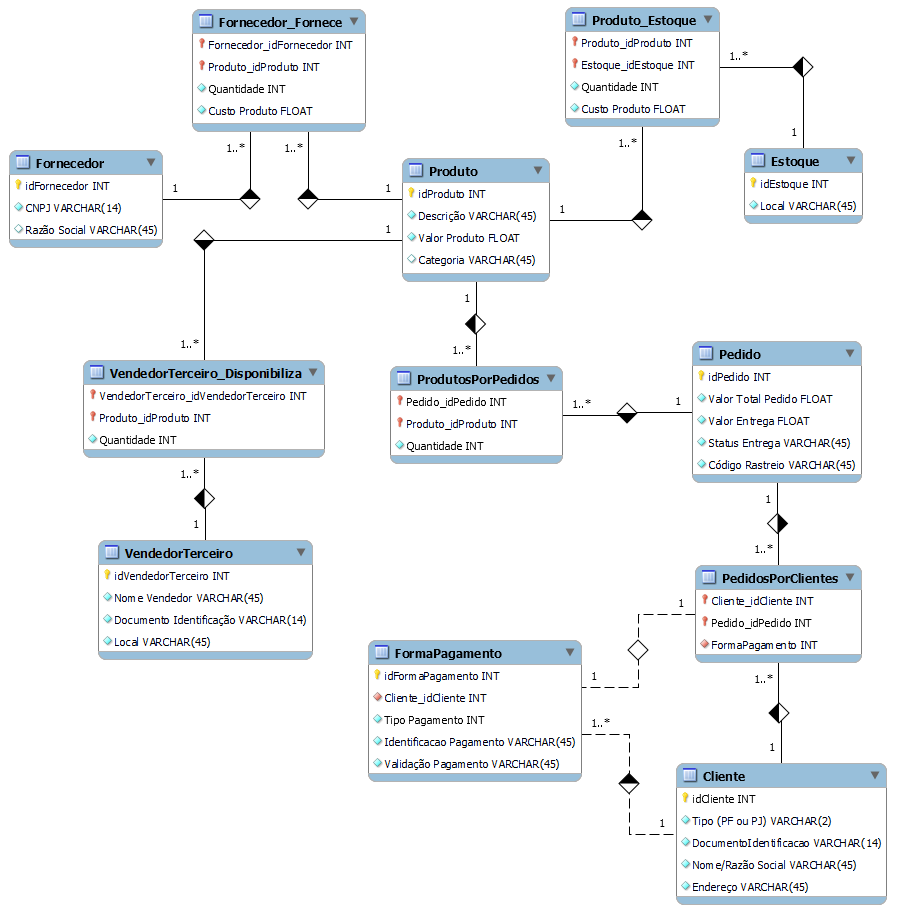 Fornecedor_Fornece
Fornecedor_idFornecedor INT
Produto_idProduto INT
Quantidade INT
Custo Produto FLOAT
Produto_Estoque
Produto_idProduto INT
Estoque_idEstoque INT
Quantidade INT
Custo Produto FLOAT
1..*
1
Estoque
idEstoque INT
Local VARCHAR(45)
1..*
1..*
1..*
Fornecedor
idFornecedor INT
CNPJ VARCHAR(14)
Razão Social VARCHAR(45)
1
1
1
1
Produto
idProduto INT
Descrição VARCHAR(45)
Valor Produto FLOAT
Categoria VARCHAR(45)
1
1..*
1..*
VendedorTerceiro_Disponibiliza
VendedorTerceiro_idVendedorTerceiro INT
Produto_idProduto INT
Quantidade INT
1..*
1
VendedorTerceiro
idVendedorTerceiro INT
Nome Vendedor VARCHAR(45)
Documento Identificação VARCHAR(14)
Local VARCHAR(45)
ProdutosPorPedidos
Pedido_idPedido INT
Produto_idProduto INT
Quantidade INT
1..*
1
Pedido
idPedido INT
Valor Total Pedido FLOAT
Valor Entrega FLOAT
Status Entrega VARCHAR(45)
Código Rastreio VARCHAR(45)
1
1..*
PedidosPorClientes
Cliente_idCliente INT
Pedido_idPedido INT
FormaPagamento INT
1
1
1..*
1
FormaPagamento
idFormaPagamento INT
Cliente_idCliente INT
Tipo Pagamento INT
Identificacao Pagamento VARCHAR(45)
Validação Pagamento VARCHAR(45)
1..*
1
Cliente
idCliente INT
Tipo (PF ou PJ) VARCHAR(2)
DocumentoIdentificacao VARCHAR(14)
Nome/Razão Social VARCHAR(45)
Endereço VARCHAR(45)